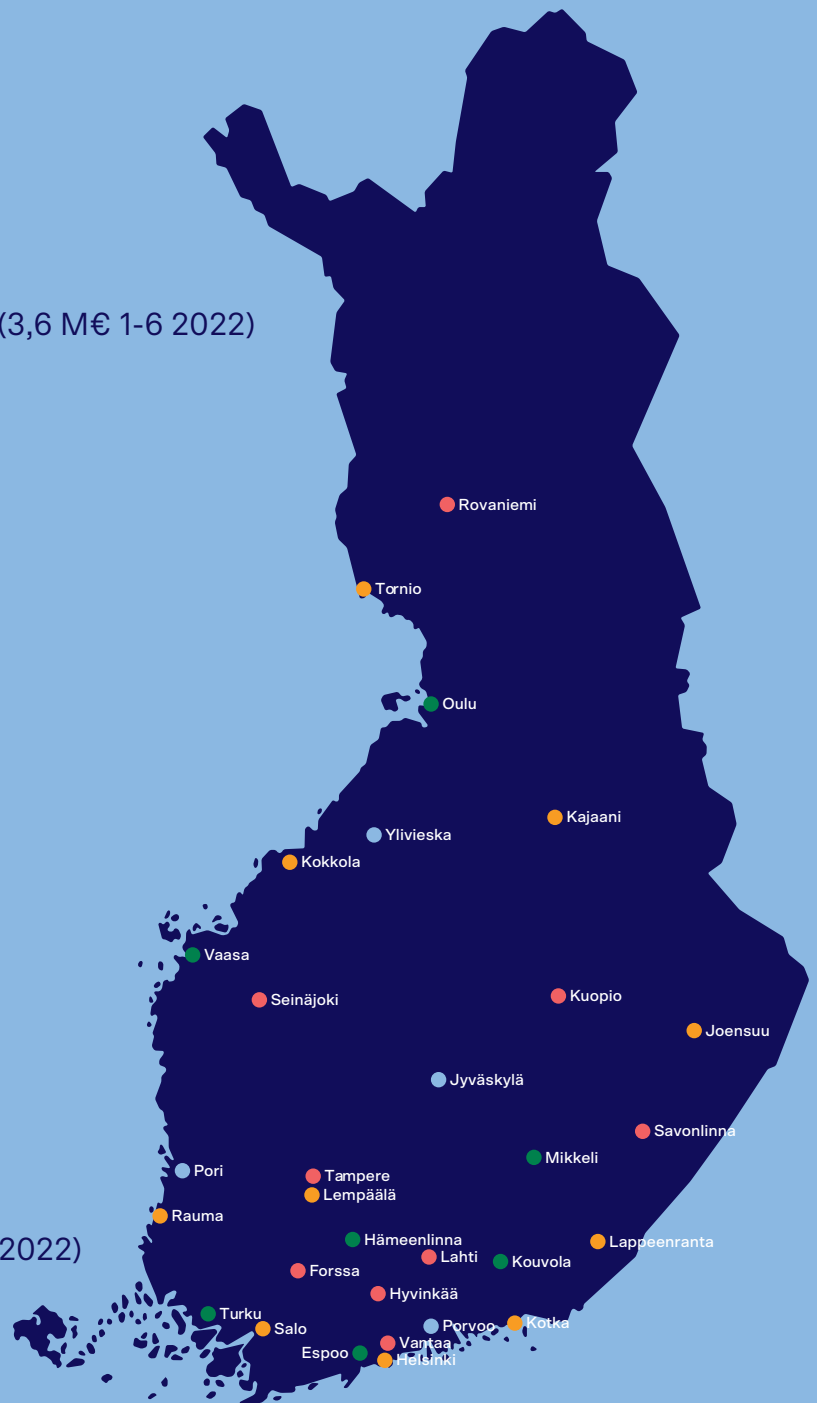 (3,6 M€ 1-6 2022)
Rovaniemi
Tornio
Oulu
Kajaani
Ylivieska
Kokkola
Vaasa
Seinäjoki
Kuopio
Joensuu
Jyväskylä
Savonlinna
Mikkeli
Pori
Tampere
Lempäälä
Rauma
Hämeenlinna
Lappeenranta
2022)
Lahti
Kouvola
Forssa
Hyvinkää
Turku
Kotka
Porvoo
Salo
Vantaa
Espoo
Helsinki